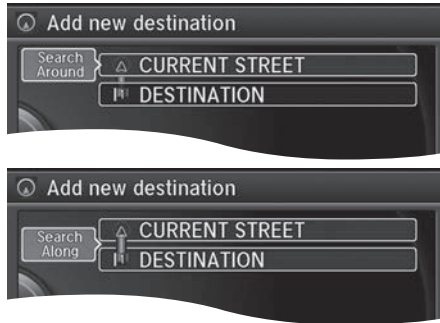 Add new destination
Search
Around
CURRENT STREET
DESTINATION
Add new destination
Search
Along
CURRENT STREET
DESTINATION